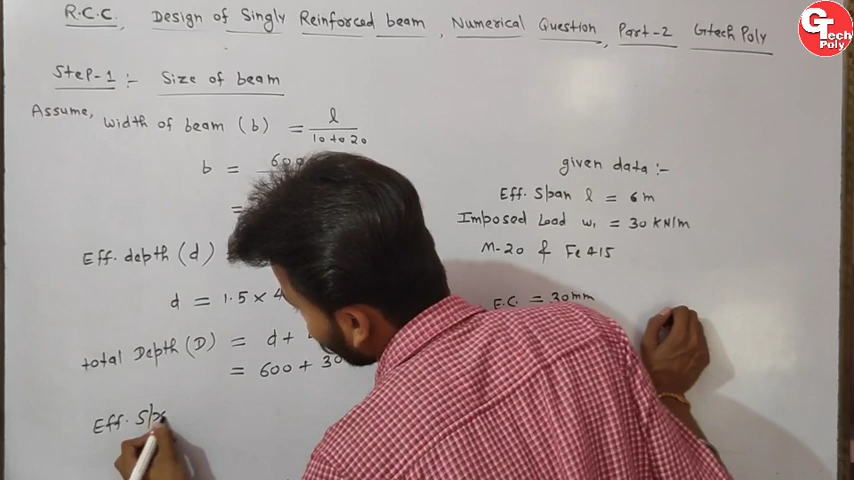 R.C.C. Design of Singly Reinforced beam, Numerical Question, Part-2 Gtech Poly
GTech Poly
Step-1:- Size of beam
Assume, width of beam (b) = l / 10 to 20
b = 600
=
Eff. depth (d)
d = 1.5 × 4
total Depth (D) = d +
= 600 + 30
Eff. Spa
given data :-
Eff. Span l = 6m
Imposed Load w₁ = 30 KN/m
M-20 & Fe 415
E.C. = 30mm